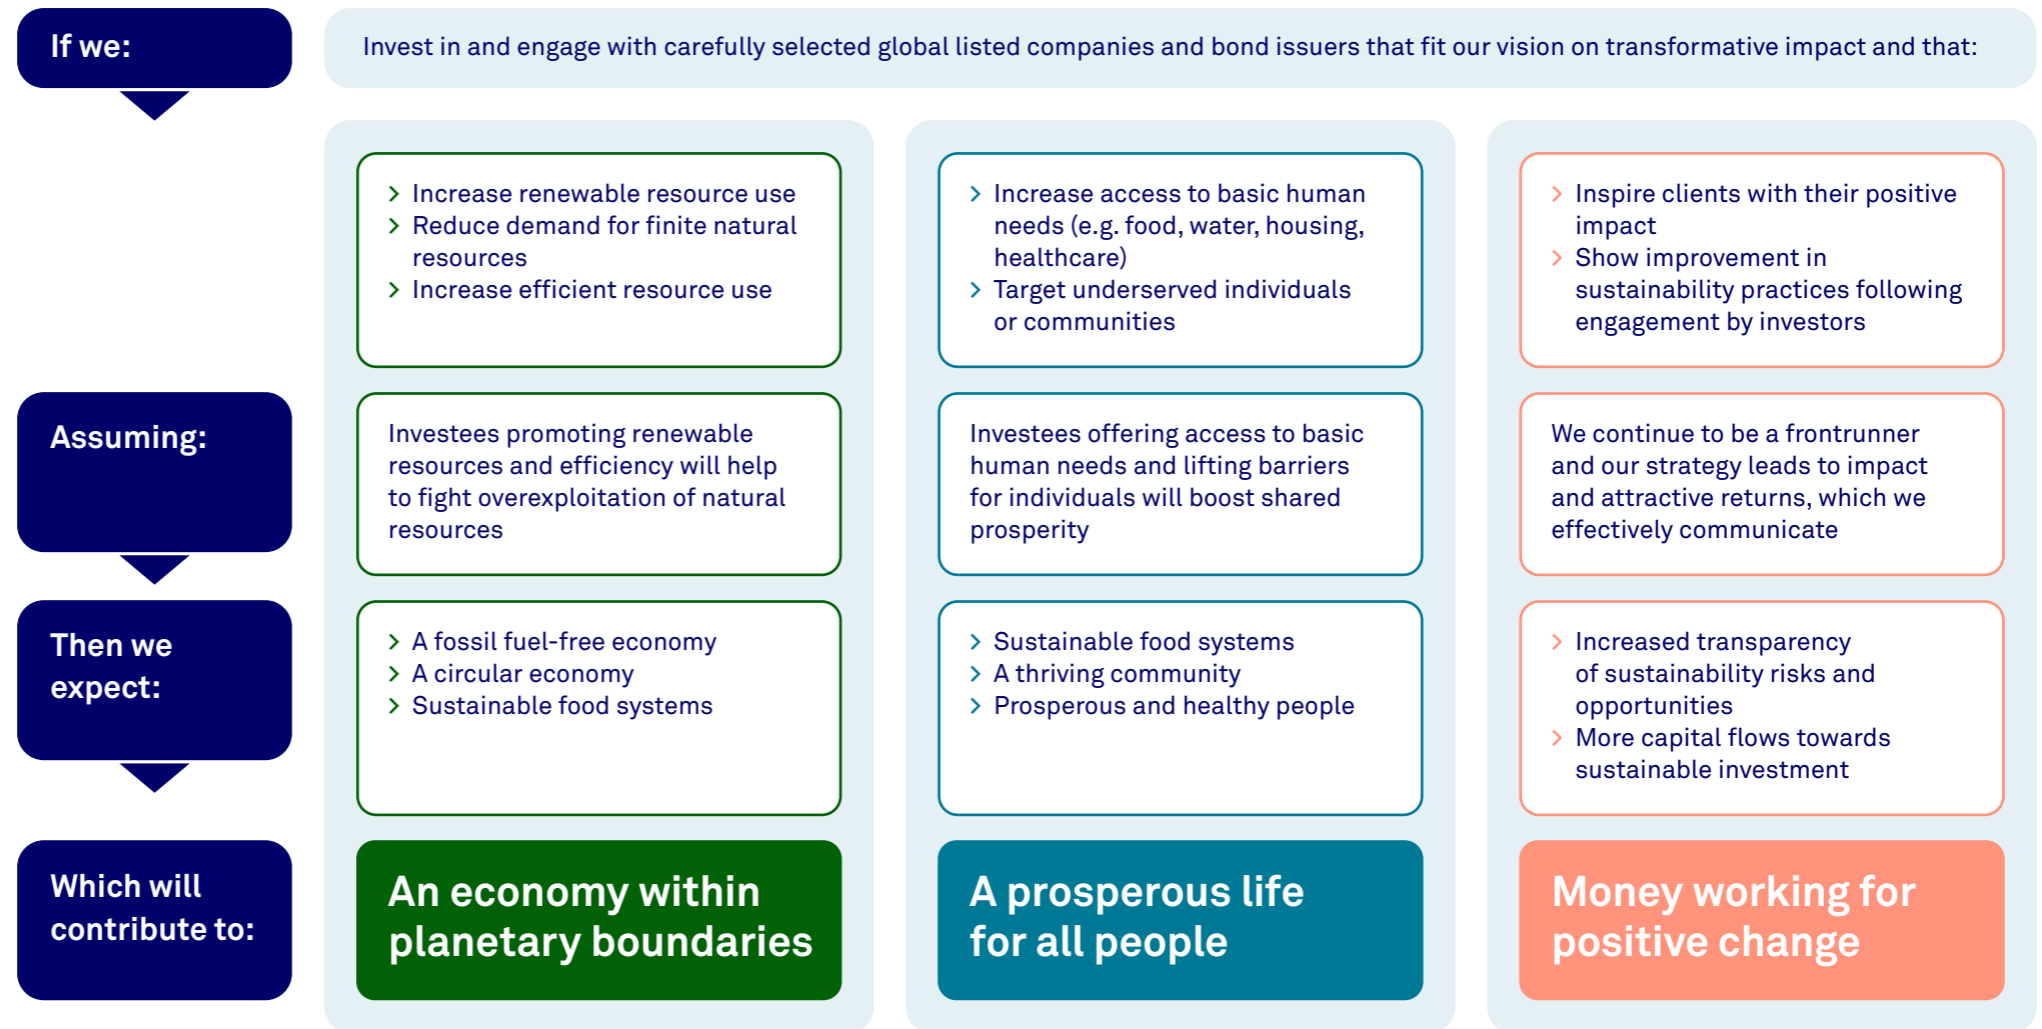 If we:
Invest in and engage with carefully selected global listed companies and bond issuers that fit our vision on transformative impact and that:
> Increase renewable resource use
> Reduce demand for finite natural
resources
> Increase efficient resource use
> Increase access to basic human
needs (e.g. food, water, housing,
healthcare)
> Target underserved individuals
or communities
> Inspire clients with their positive
impact
> Show improvement in
sustainability practices following
engagement by investors
Assuming:
Investees promoting renewable
resources and efficiency will help
to fight overexploitation of natural
resources
Investees offering access to basic
human needs and lifting barriers
for individuals will boost shared
prosperity
We continue to be a frontrunner
and our strategy leads to impact
and attractive returns, which we
effectively communicate
Then we
expect:
> A fossil fuel-free economy
> A circular economy
> Sustainable food systems
> Sustainable food systems
> A thriving community
> Prosperous and healthy people
> Increased transparency
of sustainability risks and
opportunities
> More capital flows towards
sustainable investment
Which will
contribute to:
An economy within
planetary boundaries
A prosperous life
for all people
Money working for
positive change